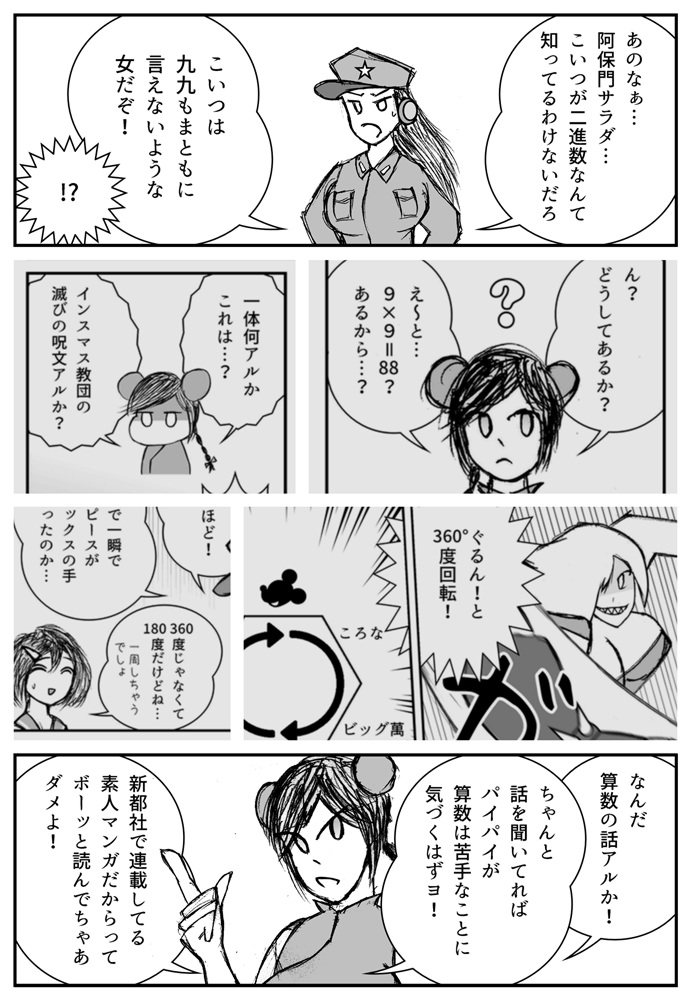 あのなぁ…
阿保門サラダ…
こいつが二進数なんて
知ってるわけないだろ
こいつは
九九もまともに
言えないような
女だぞ！
!?
ん？
どうしてあるか？
？
え～と…
９×９＝88？
あるから…？
一体何アルか
これは…？
インスマス教団の
滅びの呪文アルか？
ぐるん！と
360°
度回転！
ガ
ころな
ビッグ萬
ほど！
で一瞬で
ピースが
ックスの手
ったのか…
360
度じゃなくて
180
度だけどね…
一周しちゃう
でしょ
なんだ
算数の話アルか！
ちゃんと
話を聞いてれば
パイパイが
算数は苦手なことに
気づくはずヨ！
新都社で連載してる
素人マンガだからって
ボーッと読んでちゃあ
ダメよ！